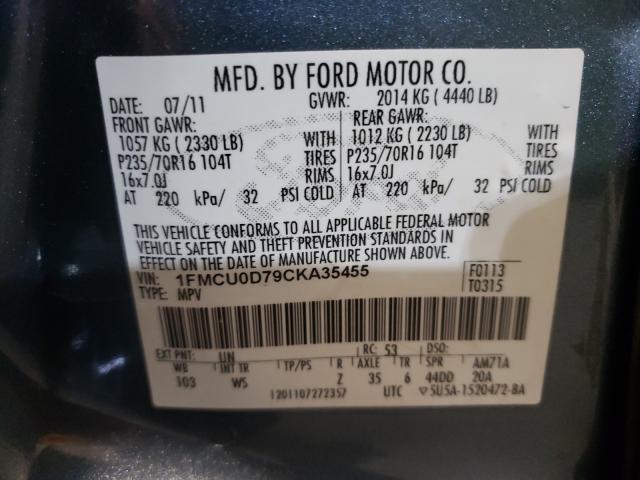 MFD. BY FORD MOTOR CO.
DATE: 07/11 GVWR: 2014 KG ( 4440 LB)
FRONT GAWR: REAR GAWR:
1057 KG ( 2330 LB) WITH 1012 KG ( 2230 LB) WITH
P235/70R16 104T TIRES P235/70R16 104T TIRES
16x7.0J RIMS 16x7.0J RIMS
AT 220 kPa/ 32 PSI COLD AT 220 kPa/ 32 PSI COLD
THIS VEHICLE CONFORMS TO ALL APPLICABLE FEDERAL MOTOR
VEHICLE SAFETY AND THEFT PREVENTION STANDARDS IN
EFFECT ON THE DATE OF MANUFACTURE SHOWN ABOVE.
VIN: 1FMCU0D79CKA35455 F0113
TYPE: MPV T0315
EXT PNT: UN RC: 53 DSO:
WB INT TR TP/PS R AXLE TR SPR AM71A
103 WS Z 35 6 44DD 20A
1201107272357 UTC ▽5U5A-1520472-BA